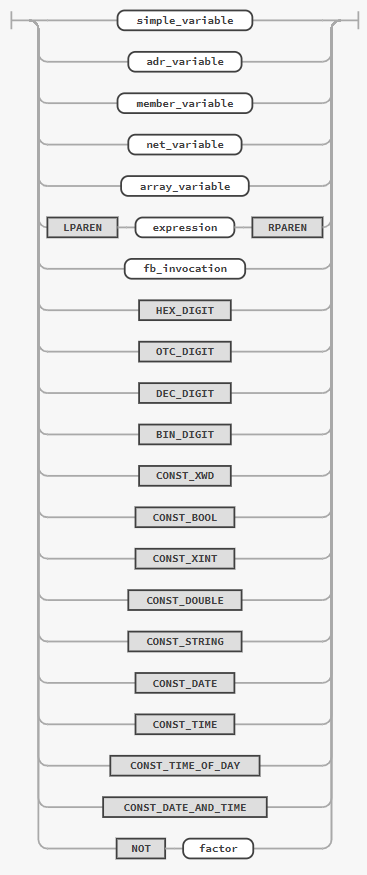 simple_variable
adr_variable
member_variable
net_variable
array_variable
LPAREN expression RPAREN
fb_invocation
HEX_DIGIT
OTC_DIGIT
DEC_DIGIT
BIN_DIGIT
CONST_XWD
CONST_BOOL
CONST_XINT
CONST_DOUBLE
CONST_STRING
CONST_DATE
CONST_TIME
CONST_TIME_OF_DAY
CONST_DATE_AND_TIME
NOT factor